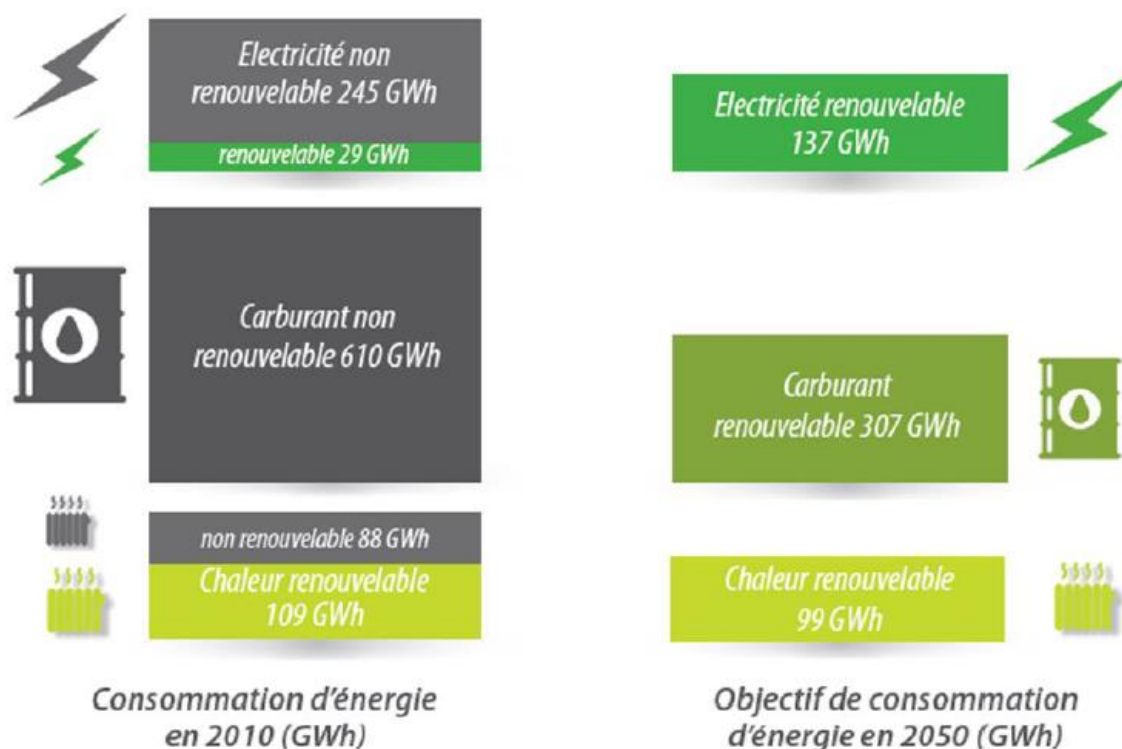 Electricité non
renouvelable 245 GWh
renouvelable 29 GWh
Carburant non
renouvelable 610 GWh
non renouvelable 88 GWh
Chaleur renouvelable
109 GWh
Consommation d’énergie
en 2010 (GWh)
Electricité renouvelable
137 GWh
Carburant
renouvelable 307 GWh
Chaleur renouvelable
99 GWh
Objectif de consommation
d’énergie en 2050 (GWh)